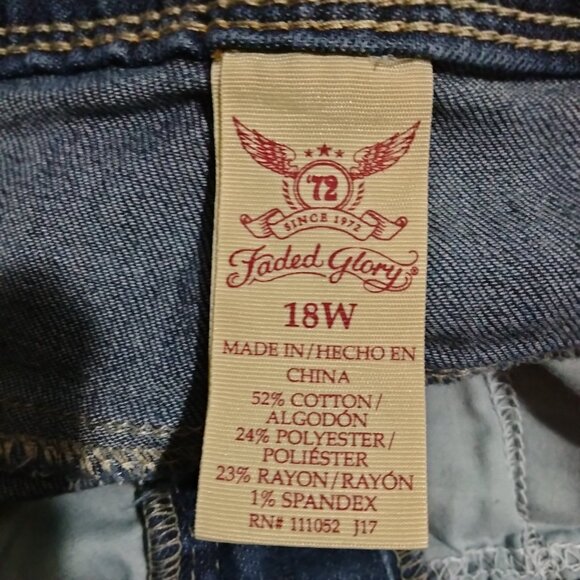 '72
SINCE 1972
Faded Glory®
18W
MADE IN/HECHO EN
CHINA
52% COTTON/
ALGODÓN
24% POLYESTER/
POLIÉSTER
23% RAYON/RAYÓN
1% SPANDEX
RN# 111052 J17